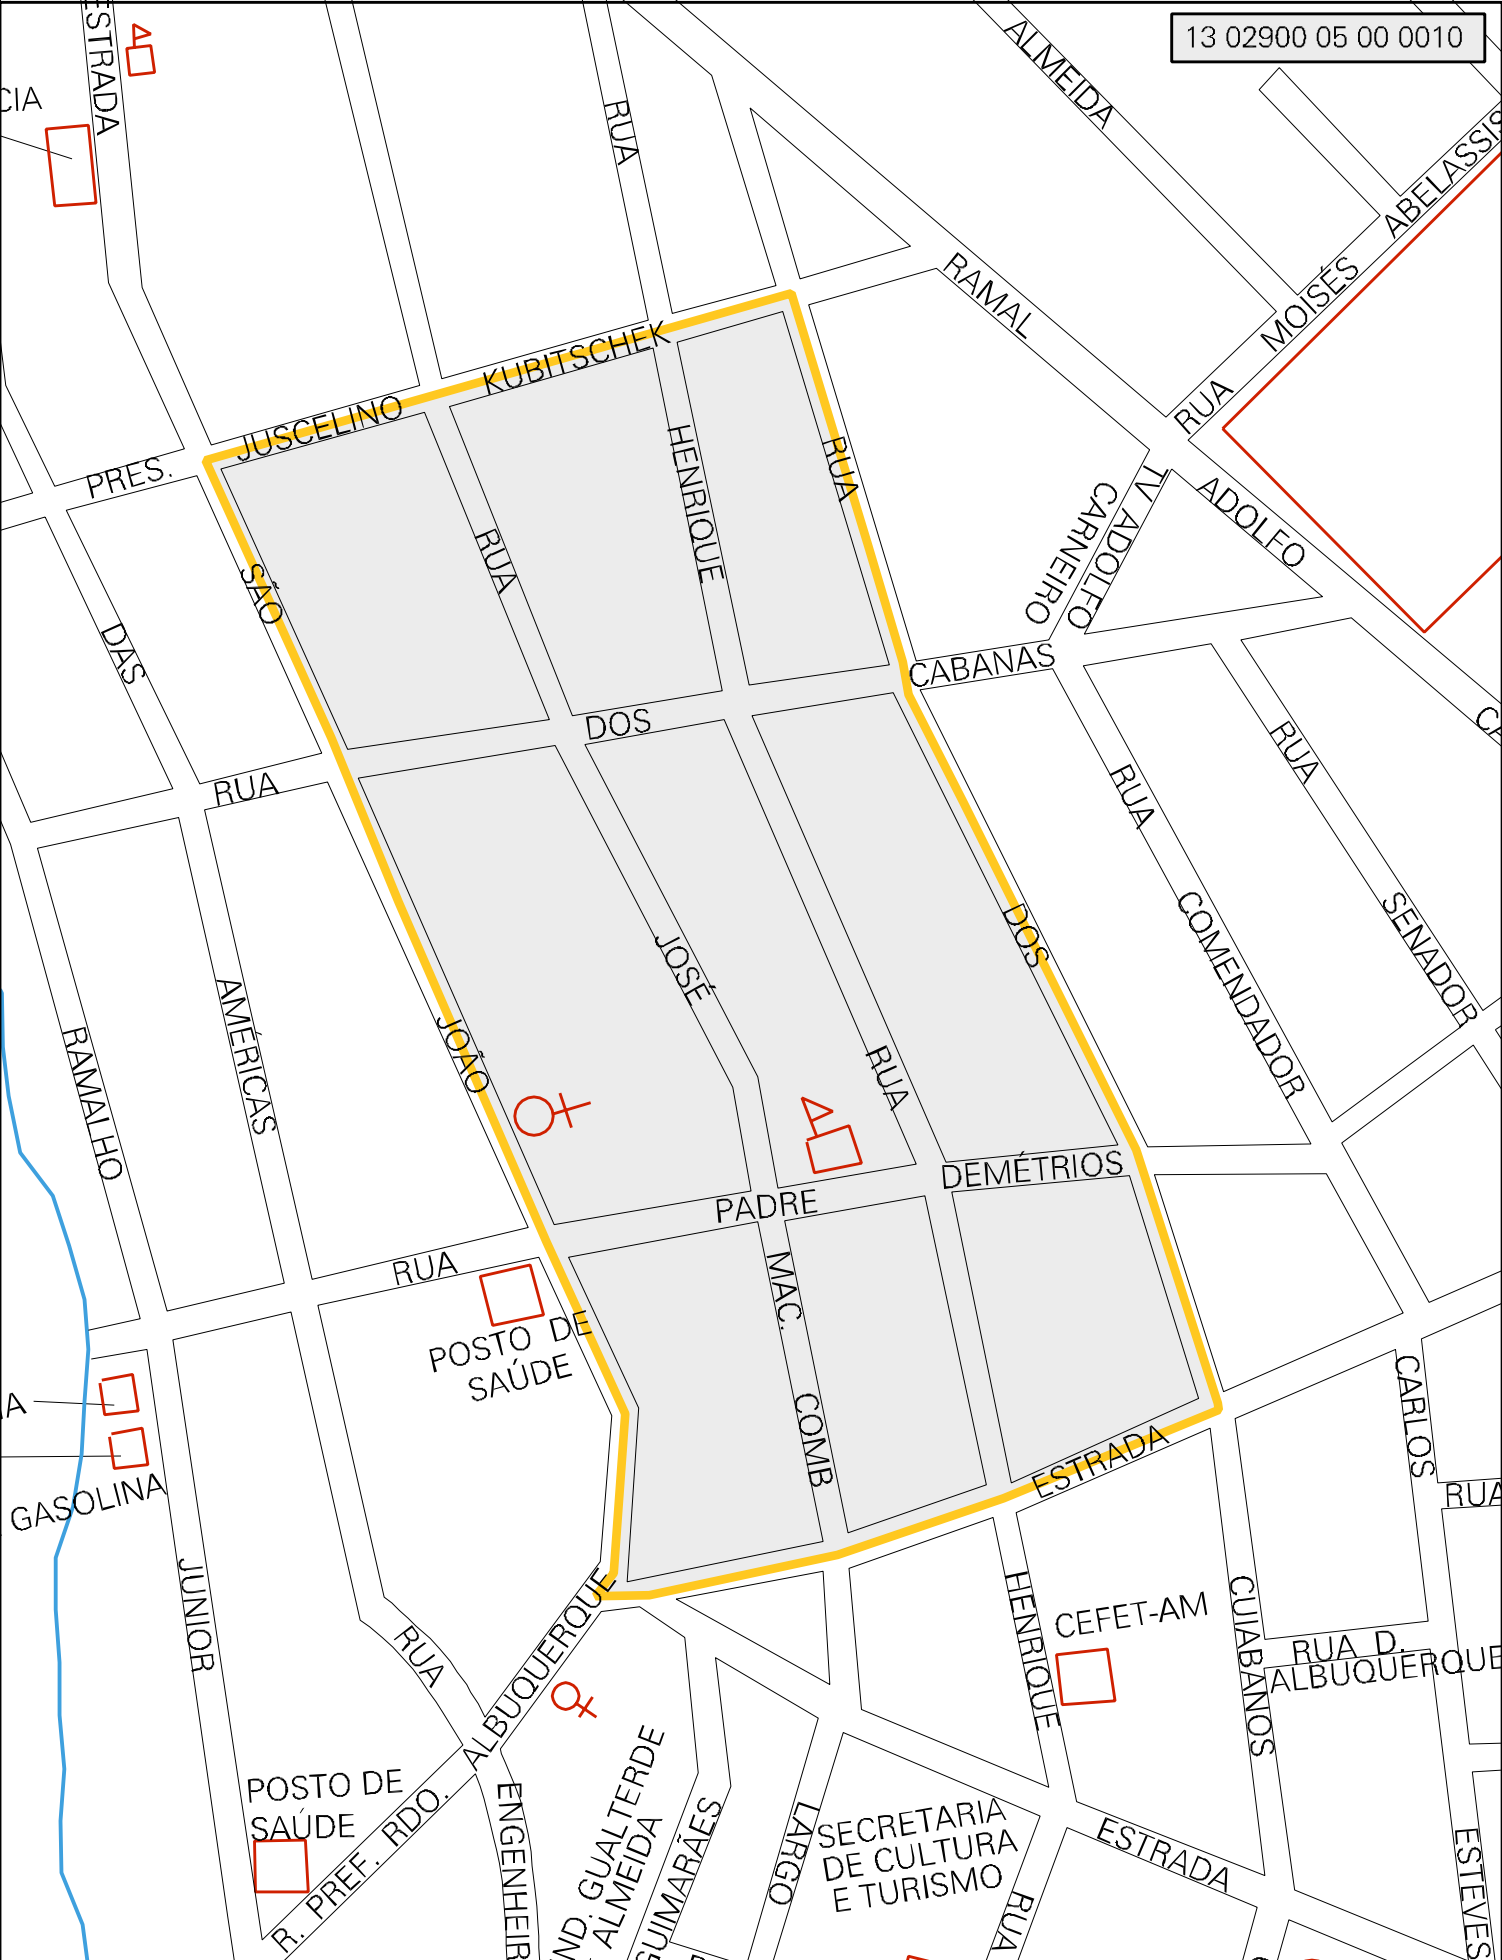 13 02900 05 00 0010
ESTRADA
CIA
RUA
ALMEIDA
ABELASSIS
MOISÉS
RUA
RAMAL
KUBITSCHEK
JUSCELINO
PRES.
HENRIQUE
RUA
RUA
TV ADOLFO
CARNEIRO
ADOLFO
SÃO
DAS
CABANAS
DOS
RUA
RUA
RUA
COMENDADOR
SENADOR
DOS
JOSÉ
AMÉRICAS
RAMALHO
JOÃO
RUA
DEMÉTRIOS
PADRE
RUA
MAC.
POSTO DE
SAÚDE
COMB
CARLOS
ESTRADA
GASOLINA
RUA
JUNIOR
HENRIQUE
CUIABANOS
CEFET-AM
RUA D.
ALBUQUERQUE
RUA
ALBUQUERQUE
R. PREF. RDO.
POSTO DE
SAÚDE
ENGENHEIR
GUALTERDE
ALMEIDA
GUIMARÃES
LARGO
SECRETARIA
DE CULTURA
E TURISMO
ESTRADA
RUA
ESTEVES